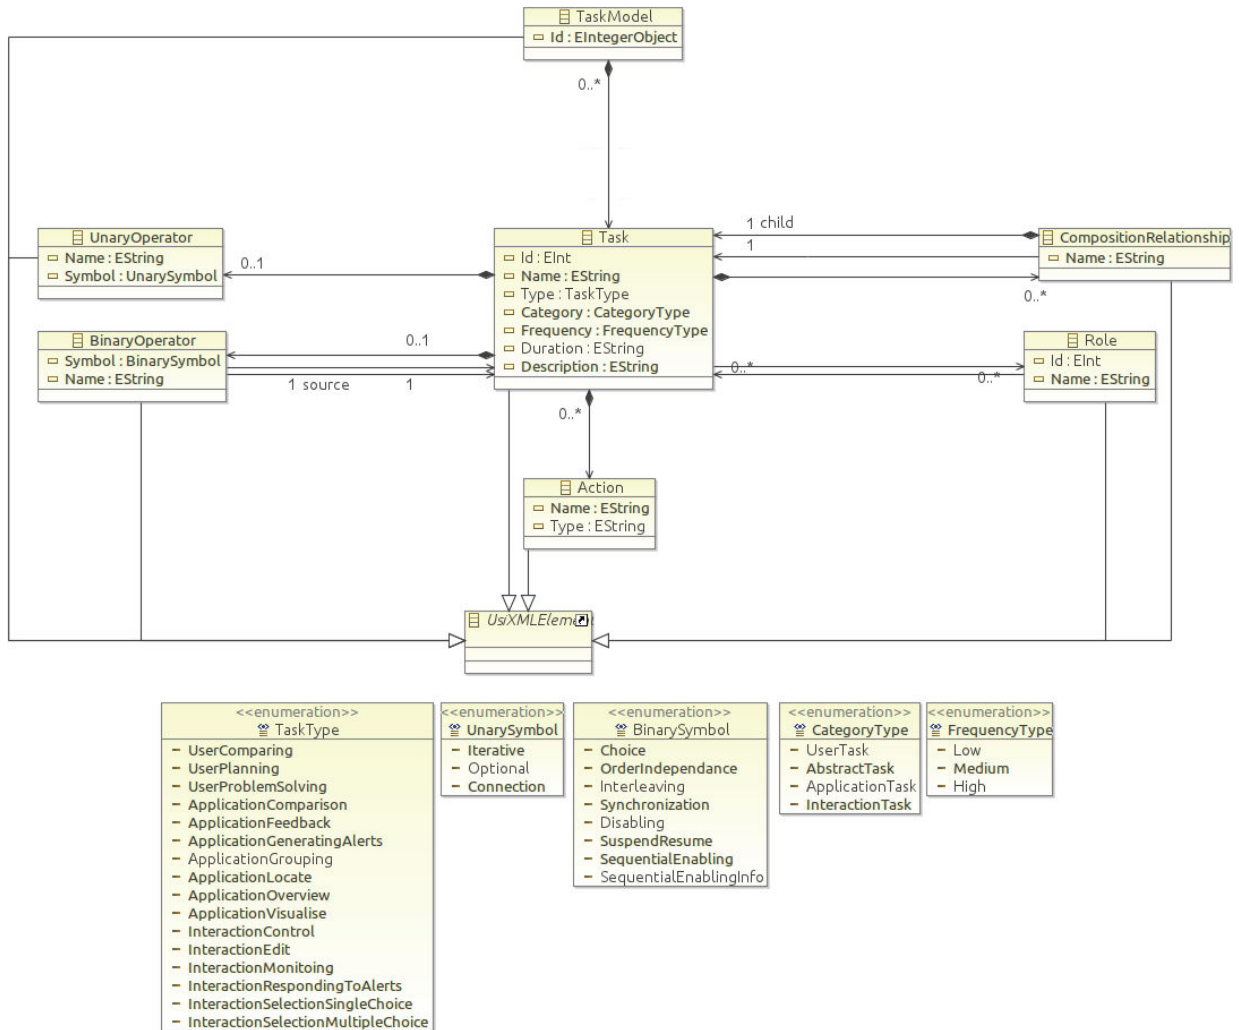 TaskModel
Id : EIntegerObject
0..*
1 child
1
0..*
UnaryOperator
Name : EString
Symbol : UnarySymbol
0..1
Task
Id : EInt
Name : EString
Type : TaskType
Category : CategoryType
Frequency : FrequencyType
Duration : EString
Description : EString
CompositionRelationship
Name : EString
BinaryOperator
Symbol : BinarySymbol
Name : EString
0..1
1 source
1
0..*
0..*
Role
Id : EInt
Name : EString
0..*
Action
Name : EString
Type : EString
UsiXMLElement
<<enumeration>>
TaskType
UserComparing
UserPlanning
UserProblemSolving
ApplicationComparison
ApplicationFeedback
ApplicationGeneratingAlerts
ApplicationGrouping
ApplicationLocate
ApplicationOverview
ApplicationVisualise
InteractionControl
InteractionEdit
InteractionMonitoing
InteractionRespondingToAlerts
InteractionSelectionSingleChoice
InteractionSelectionMultipleChoice
<<enumeration>>
UnarySymbol
Iterative
Optional
Connection
<<enumeration>>
BinarySymbol
Choice
OrderIndependance
Interleaving
Synchronization
Disabling
SuspendResume
SequentialEnabling
SequentialEnablingInfo
<<enumeration>>
CategoryType
UserTask
AbstractTask
ApplicationTask
InteractionTask
<<enumeration>>
FrequencyType
Low
Medium
High